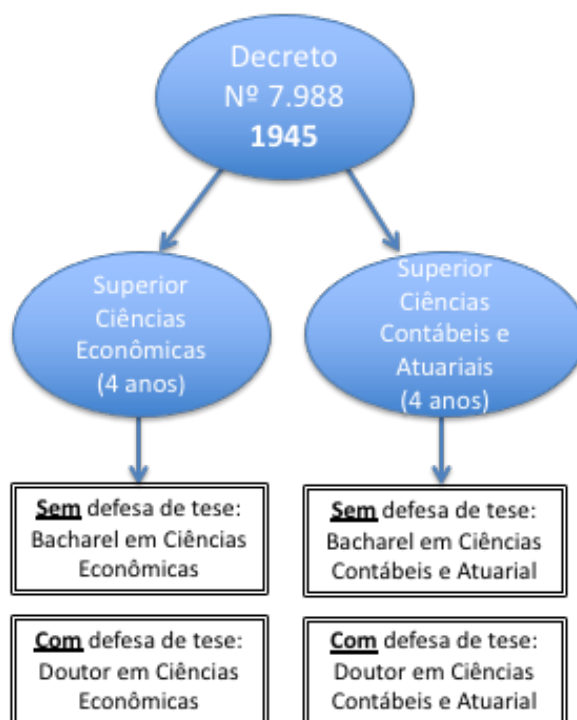 Decreto
Nº 7.988
1945
Superior
Ciências
Econômicas
(4 anos)
Superior
Ciências
Contábeis e
Atuariais
(4 anos)
Sem defesa de tese:
Bacharel em Ciências
Econômicas
Sem defesa de tese:
Bacharel em Ciências
Contábeis e Atuarial
Com defesa de tese:
Doutor em Ciências
Econômicas
Com defesa de tese:
Doutor em Ciências
Contábeis e Atuarial